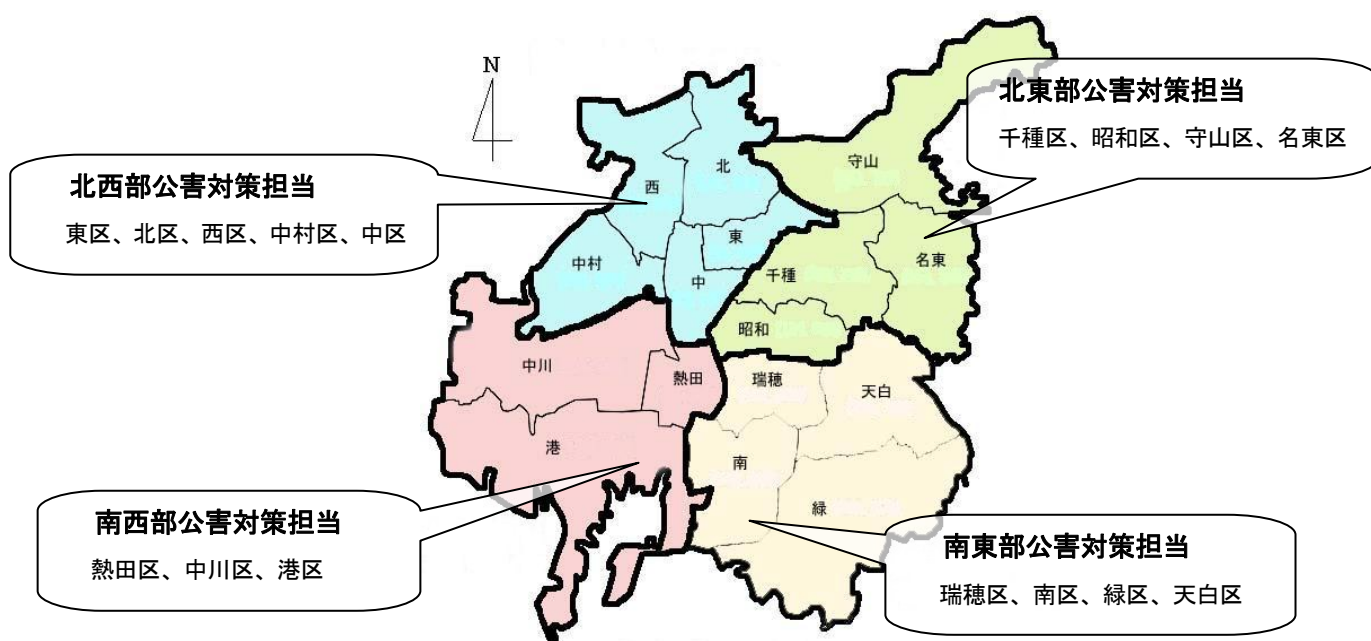 N
北東部公害対策担当
千種区、昭和区、守山区、名東区
北西部公害対策担当
東区、北区、西区、中村区、中区
守山
北
西
東
中村
中
千種
名東
昭和
中川
熱田
瑞穂
天白
港
南
緑
南西部公害対策担当
熱田区、中川区、港区
南東部公害対策担当
瑞穂区、南区、緑区、天白区